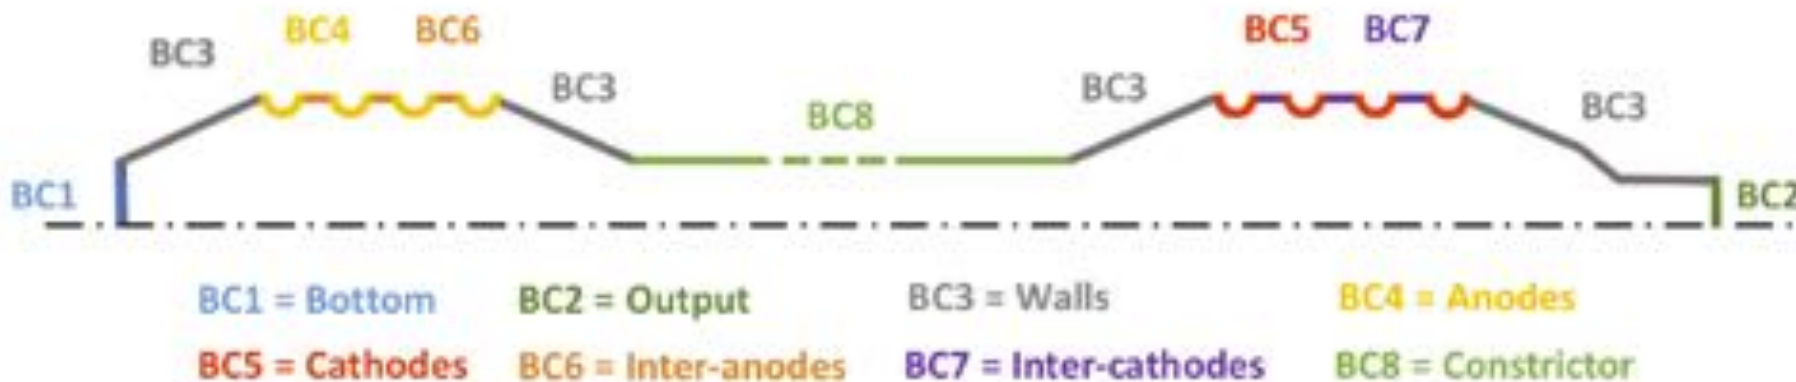 BC4 BC6 BC5 BC7
BC3 BC3 BC8 BC3 BC3
BC1 BC2
BC1 = Bottom BC2 = Output BC3 = Walls BC4 = Anodes
BC5 = Cathodes BC6 = Inter-anodes BC7 = Inter-cathodes BC8 = Constrictor